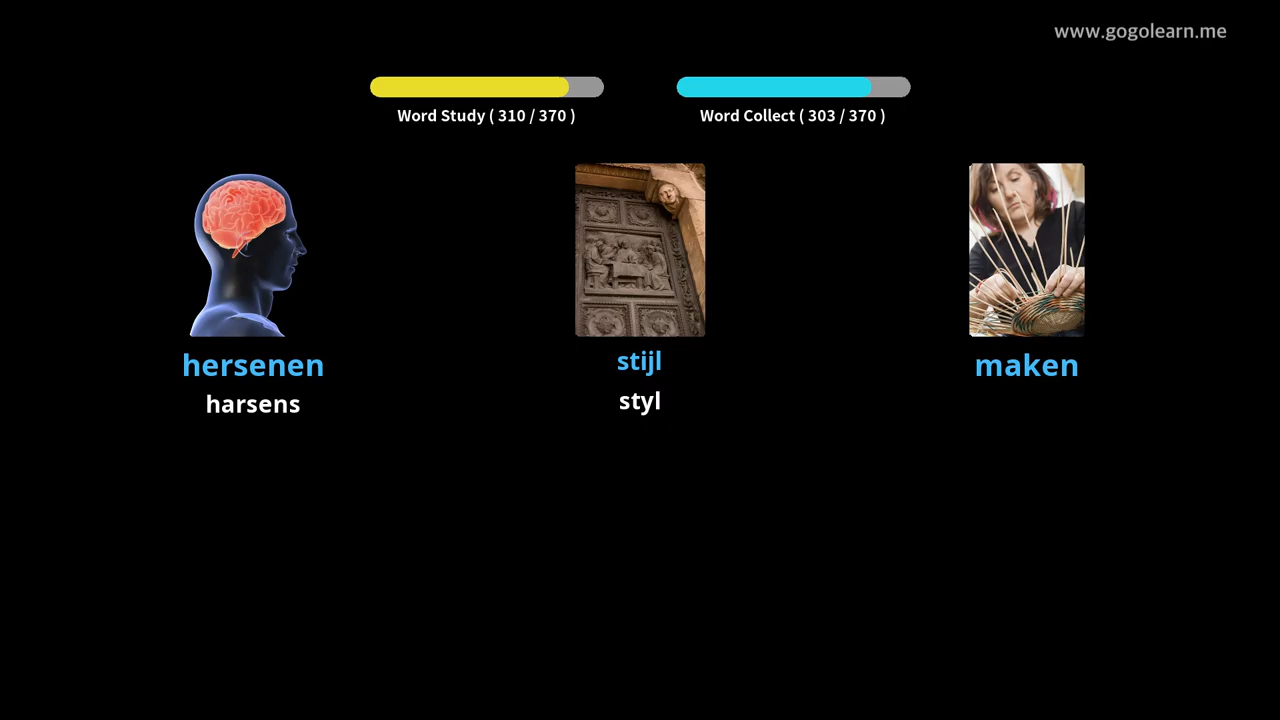 www.gogolearn.me
Word Study ( 310 / 370 )
Word Collect ( 303 / 370 )
hersenen
harsens
stijl
styl
maken